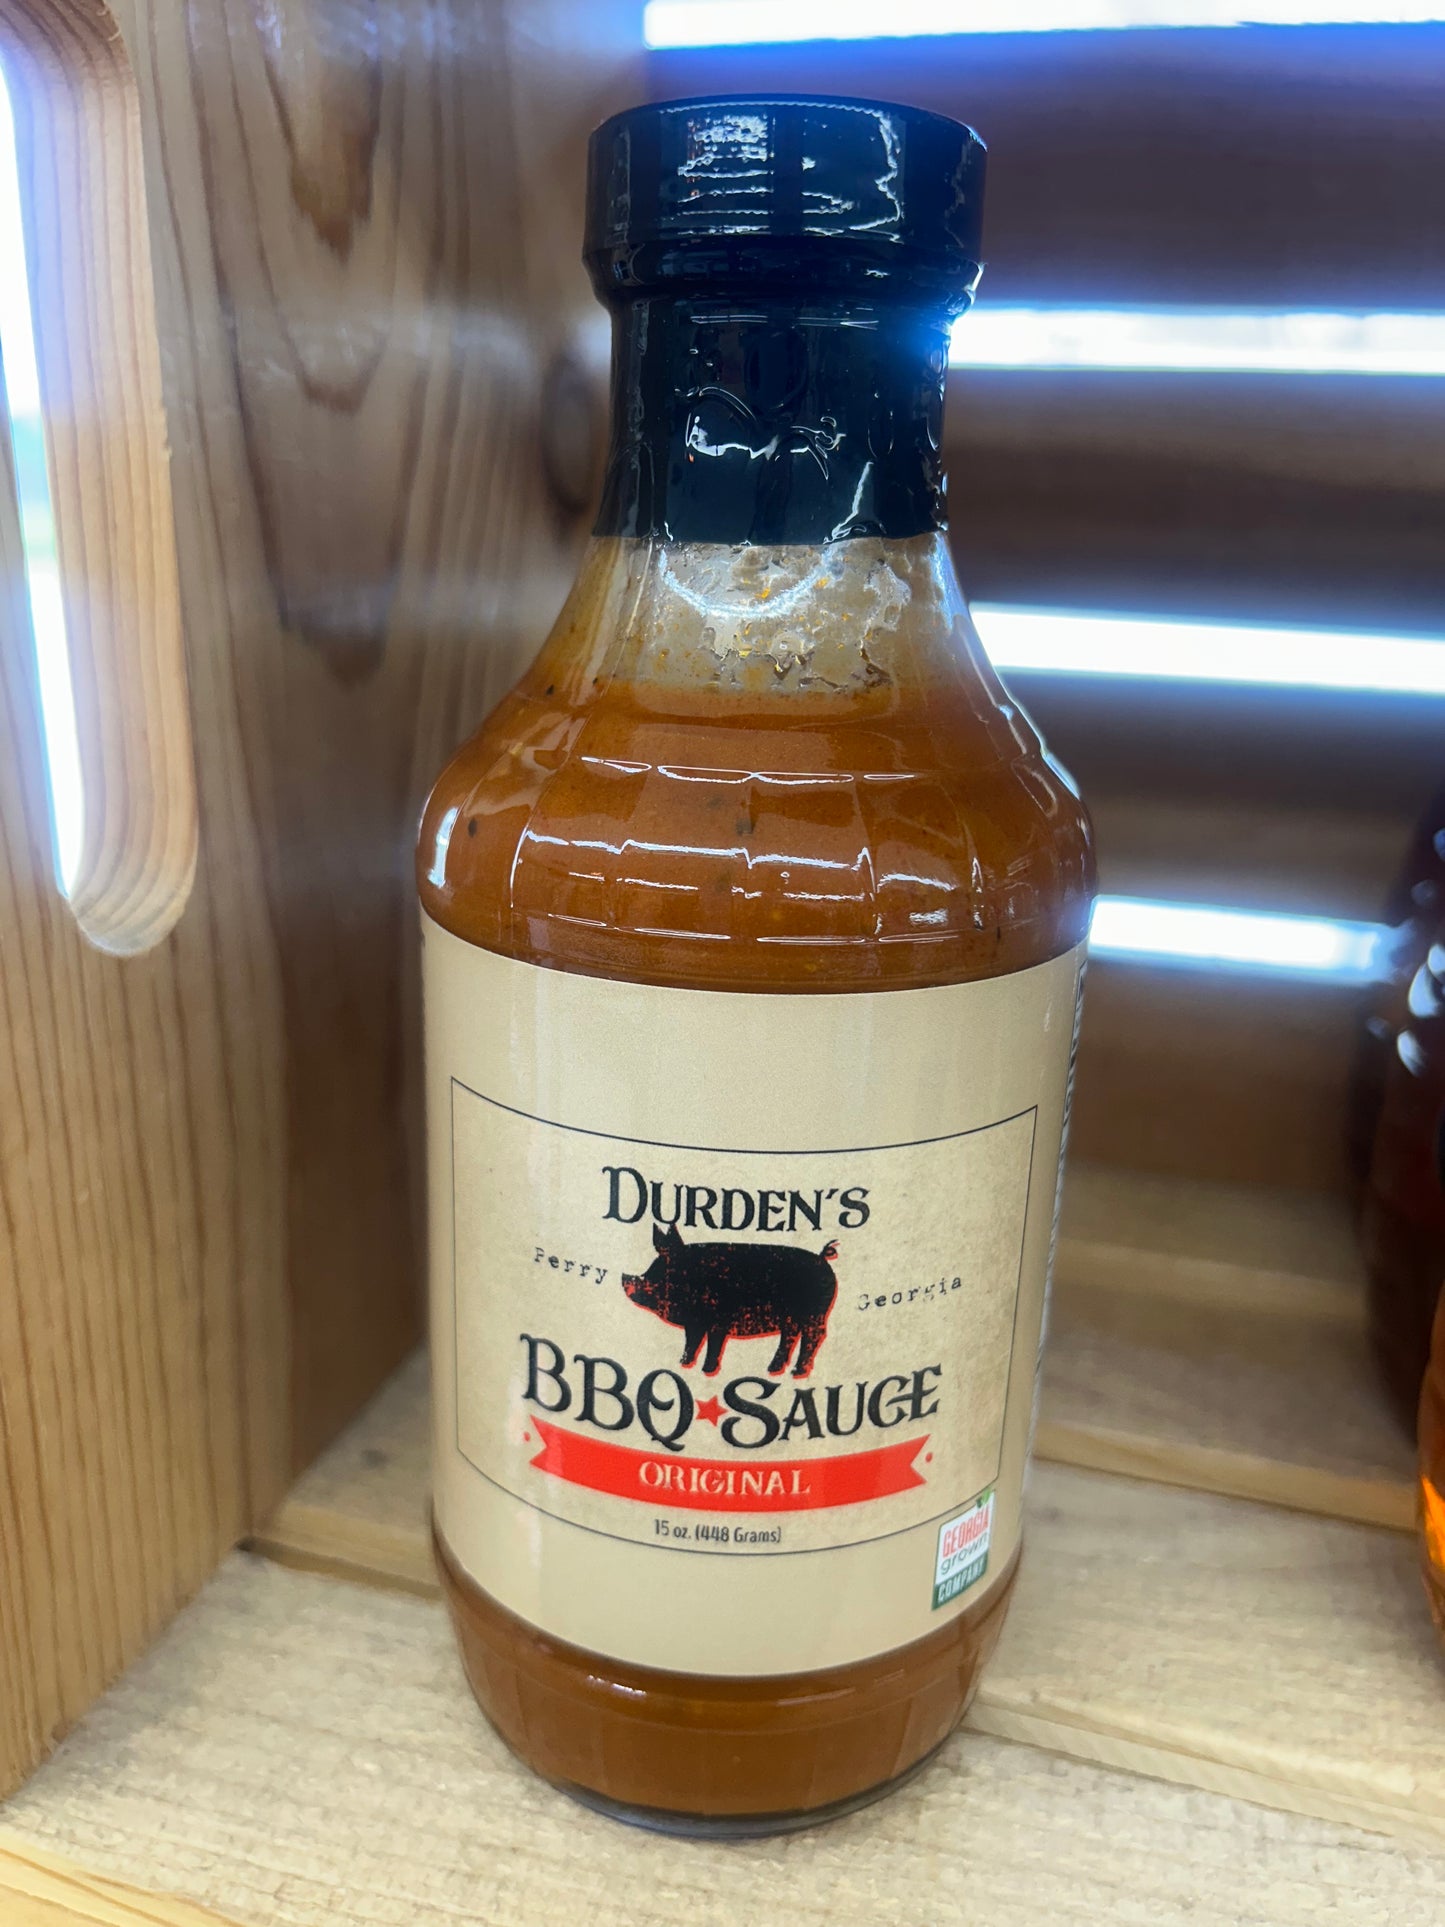 DURDEN'S
Perry Georgia
BBQ★SAUCE
ORIGINAL
15 oz. (448 Grams)
GEORGIA
grown
COMPANY